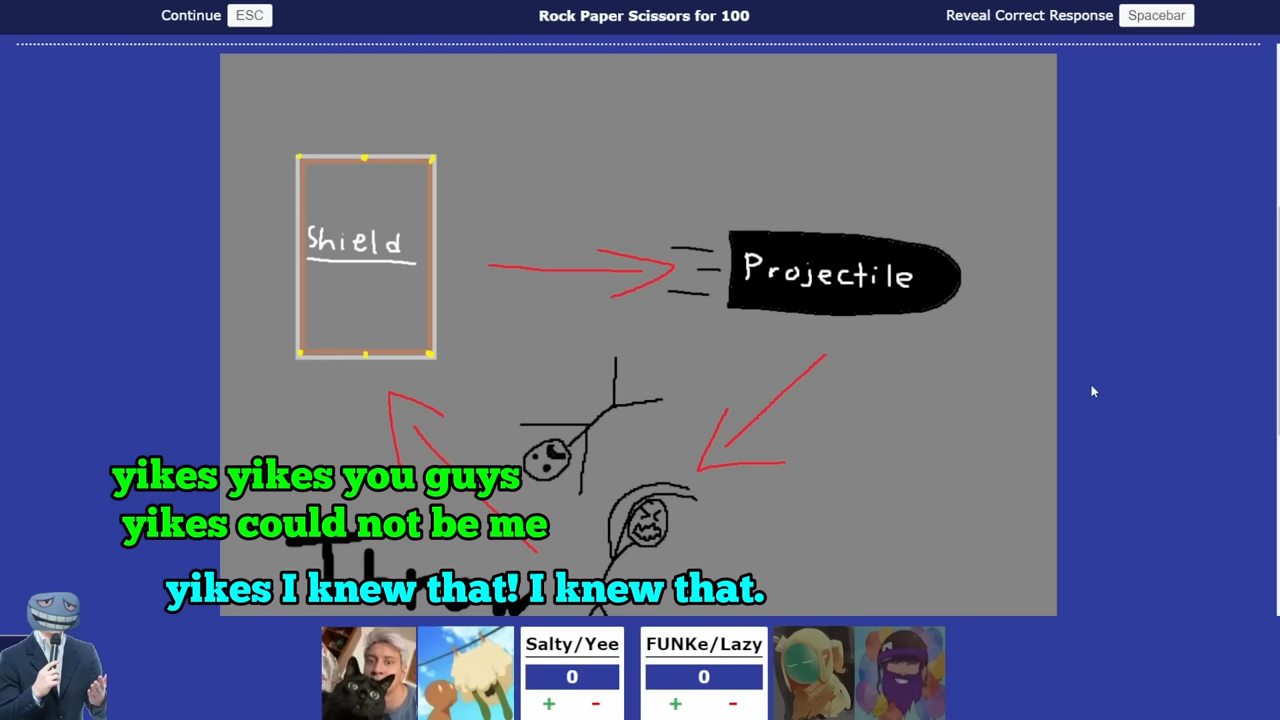 Continue ESC
Rock Paper Scissors for 100
Reveal Correct Response Spacebar
Shield
Projectile
yikes yikes you guys
yikes could not be me
Throw
yikes I knew that! I knew that.
Salty/Yee
FUNKe/Lazy
0
0
+ -
+ -